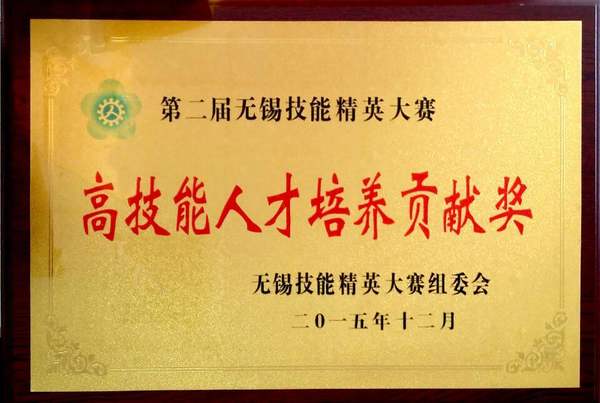 第二届无锡技能精英大赛
高技能人才培养贡献奖
无锡技能精英大赛组委会
二〇一五年十二月